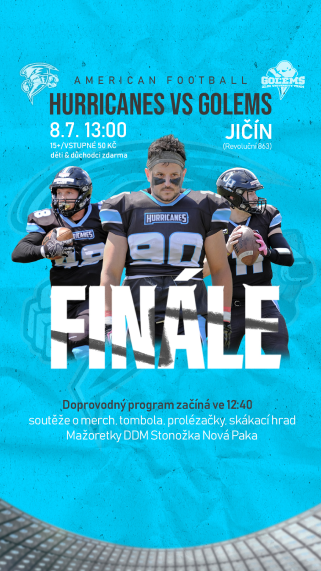 AMERICAN FOOTBALL
GOLEMS
HURRICANES VS GOLEMS
8.7. 13:00
15+/VSTUPNÉ 50 KČ
děti & důchodci zdarma
JIČÍN
(Revoluční 863)
HURRICANES
90
FINÁLE
Doprovodný program začíná ve 12:40
soutěže o merch, tombola, prolézačky, skákací hrad
Mažoretky DDM Stonožka Nová Paka